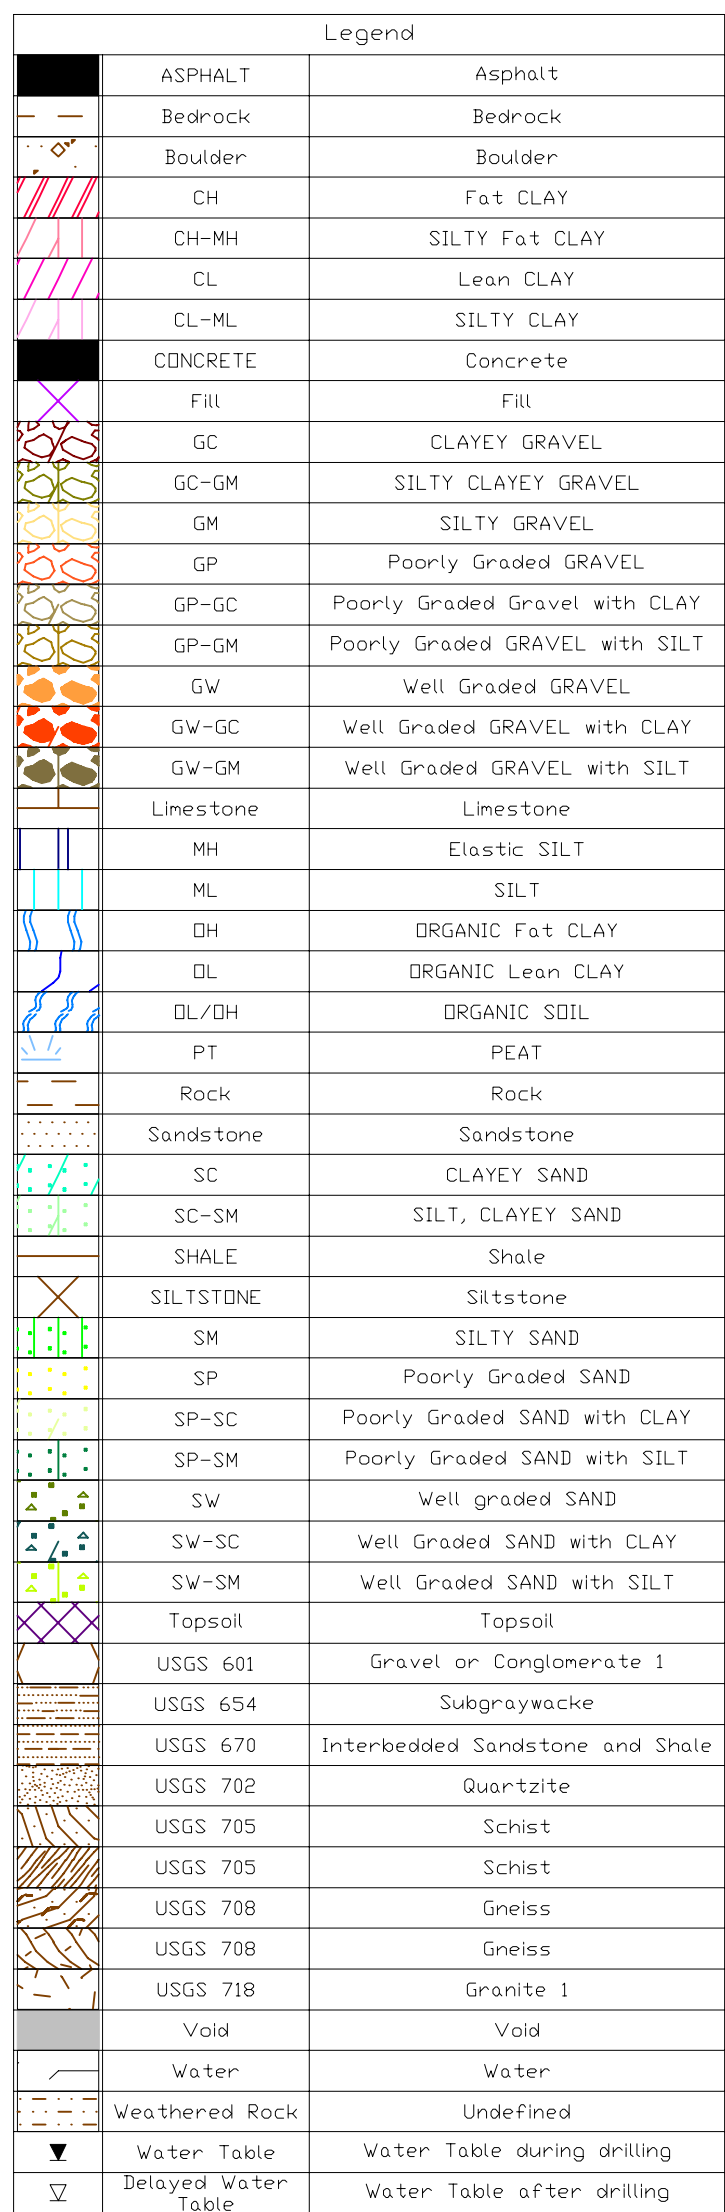 Legend
ASPHALT Asphalt
Bedrock Bedrock
Boulder Boulder
CH Fat CLAY
CH-MH SILTY Fat CLAY
CL Lean CLAY
CL-ML SILTY CLAY
CONCRETE Concrete
Fill Fill
GC CLAYEY GRAVEL
GC-GM SILTY CLAYEY GRAVEL
GM SILTY GRAVEL
GP Poorly Graded GRAVEL
GP-GC Poorly Graded Gravel with CLAY
GP-GM Poorly Graded GRAVEL with SILT
GW Well Graded GRAVEL
GW-GC Well Graded GRAVEL with CLAY
GW-GM Well Graded GRAVEL with SILT
Limestone Limestone
MH Elastic SILT
ML SILT
OH ORGANIC Fat CLAY
OL ORGANIC Lean CLAY
OL/OH ORGANIC SOIL
PT PEAT
Rock Rock
Sandstone Sandstone
SC CLAYEY SAND
SC-SM SILT, CLAYEY SAND
SHALE Shale
SILTSTONE Siltstone
SM SILTY SAND
SP Poorly Graded SAND
SP-SC Poorly Graded SAND with CLAY
SP-SM Poorly Graded SAND with SILT
SW Well graded SAND
SW-SC Well Graded SAND with CLAY
SW-SM Well Graded SAND with SILT
Topsoil Topsoil
USGS 601 Gravel or Conglomerate 1
USGS 654 Subgraywacke
USGS 670 Interbedded Sandstone and Shale
USGS 702 Quartzite
USGS 705 Schist
USGS 705 Schist
USGS 708 Gneiss
USGS 708 Gneiss
USGS 718 Granite 1
Void Void
Water Water
Weathered Rock Undefined
Water Table Water Table during drilling
Delayed Water
Table Water Table after drilling